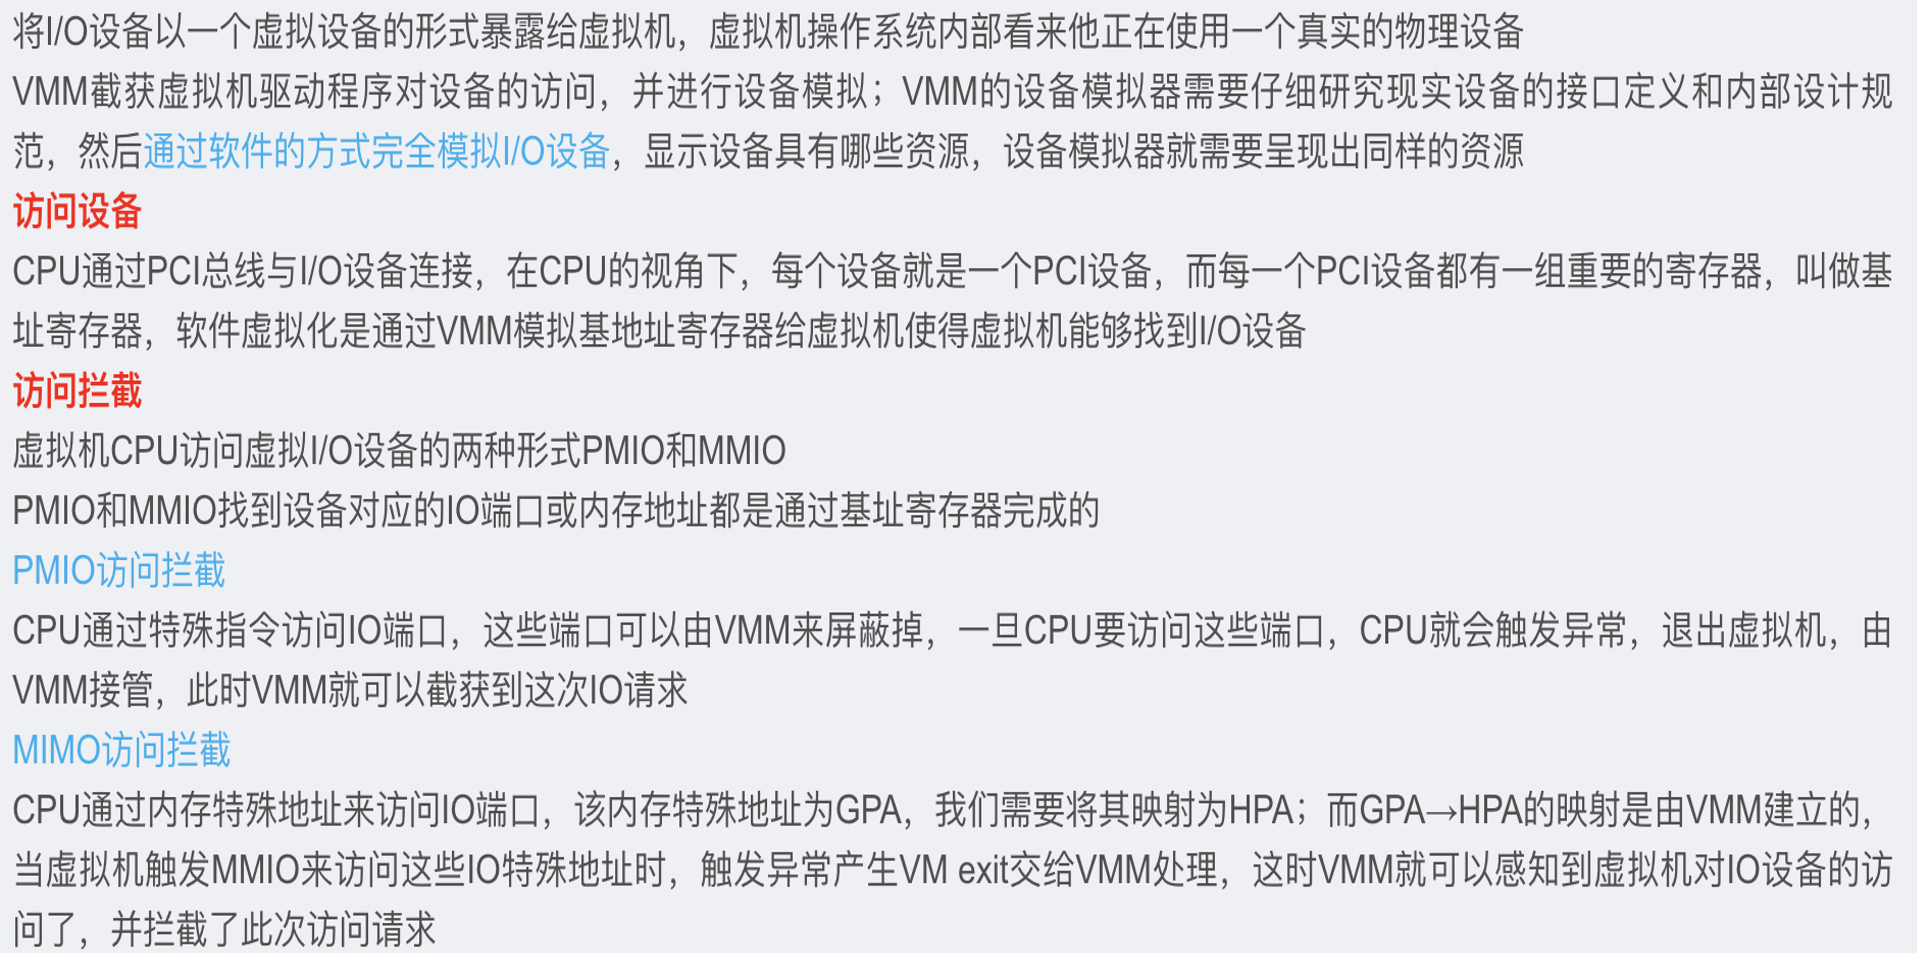 将I/O设备以一个虚拟设备的形式暴露给虚拟机，虚拟机操作系统内部看来他正在使用一个真实的物理设备
VMM截获虚拟机驱动程序对设备的访问，并进行设备模拟；VMM的设备模拟器需要仔细研究现实设备的接口定义和内部设计规
范，然后通过软件的方式完全模拟I/O设备，显示设备具有哪些资源，设备模拟器就需要呈现出同样的资源
访问设备
CPU通过PCI总线与I/O设备连接，在CPU的视角下，每个设备就是一个PCI设备，而每一个PCI设备都有一组重要的寄存器，叫做基
址寄存器，软件虚拟化是通过VMM模拟基地址寄存器给虚拟机使得虚拟机能够找到I/O设备
访问拦截
虚拟机CPU访问虚拟I/O设备的两种形式PMIO和MMIO
PMIO和MMIO找到设备对应的IO端口或内存地址都是通过基址寄存器完成的
PMIO访问拦截
CPU通过特殊指令访问IO端口，这些端口可以由VMM来屏蔽掉，一旦CPU要访问这些端口，CPU就会触发异常，退出虚拟机，由
VMM接管，此时VMM就可以截获到这次IO请求
MIMO访问拦截
CPU通过内存特殊地址来访问IO端口，该内存特殊地址为GPA，我们需要将其映射为HPA；而GPA→HPA的映射是由VMM建立的，
当虚拟机触发MMIO来访问这些IO特殊地址时，触发异常产生VM exit交给VMM处理，这时VMM就可以感知到虚拟机对IO设备的访
问了，并拦截了此次访问请求